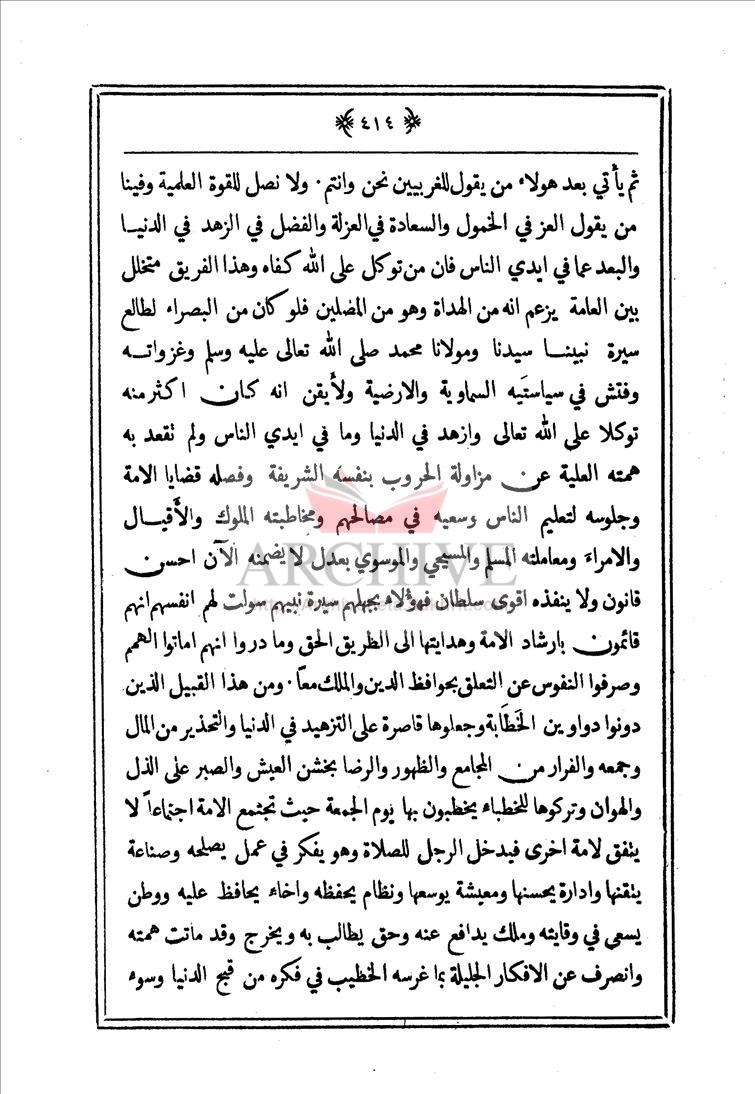 ﴿ ٤١٤ ﴾
ثم يأتي بعد هولاء من يقول للغربيين نحن وانتم · ولا نصل للقوة العلمية وفينا
من يقول العز في الخمول والسعادة في العزلة والفضل في الزهد في الدنيا
والبعد عما في ايدي الناس فان من توكل على الله كفاه وهذا الفريق متخلل
بين العامة يزعم انه من الهداة وهو من المضلين فلو كان من البصراء لطالع
سيرة نبينا سيدنا ومولانا محمد صلى الله تعالى عليه وسلم وغزواته
وفتش في سياستيه السماوية والارضية ولأيقن انه كان اكثر منه
توكلا على الله تعالى وازهد في الدنيا وما في ايدي الناس ولم تقعد به
همته العلية عن مزاولة الحروب بنفسه الشريفة وفصله قضايا الامة
وجلوسه لتعليم الناس وسعيه في مصالحهم ومخاطبته الملوك والأقيال
والامراء ومعاملته المسلم والمسيحي والموسوي بعدل لا يضمنه الآن احسن
قانون ولا ينفذه اقوى سلطان فهؤلاء بجهلهم سيرة نبيهم سولت لهم انفسهم انهم
قائمون بارشاد الامة وهدايتها الى الطريق الحق وما دروا انهم اماتوا الهمم
وصرفوا النفوس عن التعلق بحوافظ الدين والملك معاً · ومن هذا القبيل الذين
دونوا دواوين الخَطَابة وجعلوها قاصرة على التزهيد في الدنيا والتحذير من المال
وجمعه والفرار من المجامع والظهور والرضا بخشن العيش والصبر على الذل
والهوان وتركوها للخطباء يخطبون بها يوم الجمعة حيث تجتمع الامة اجتماعاً لا
يتفق لامة اخرى فيدخل الرجل للصلاة وهو يفكر في عمل يصلحه وصناعة
يتقنها وادارة يحسنها ومعيشة يوسعها ونظام يحفظه واخاء يحافظ عليه ووطن
يسعى في وقايته وملك يدافع عنه وحق يطالب به ويخرج وقد ماتت همته
وانصرف عن الافكار الجليلة بما غرسه الخطيب في فكره من قبح الدنيا وسوء
ARCHIVE